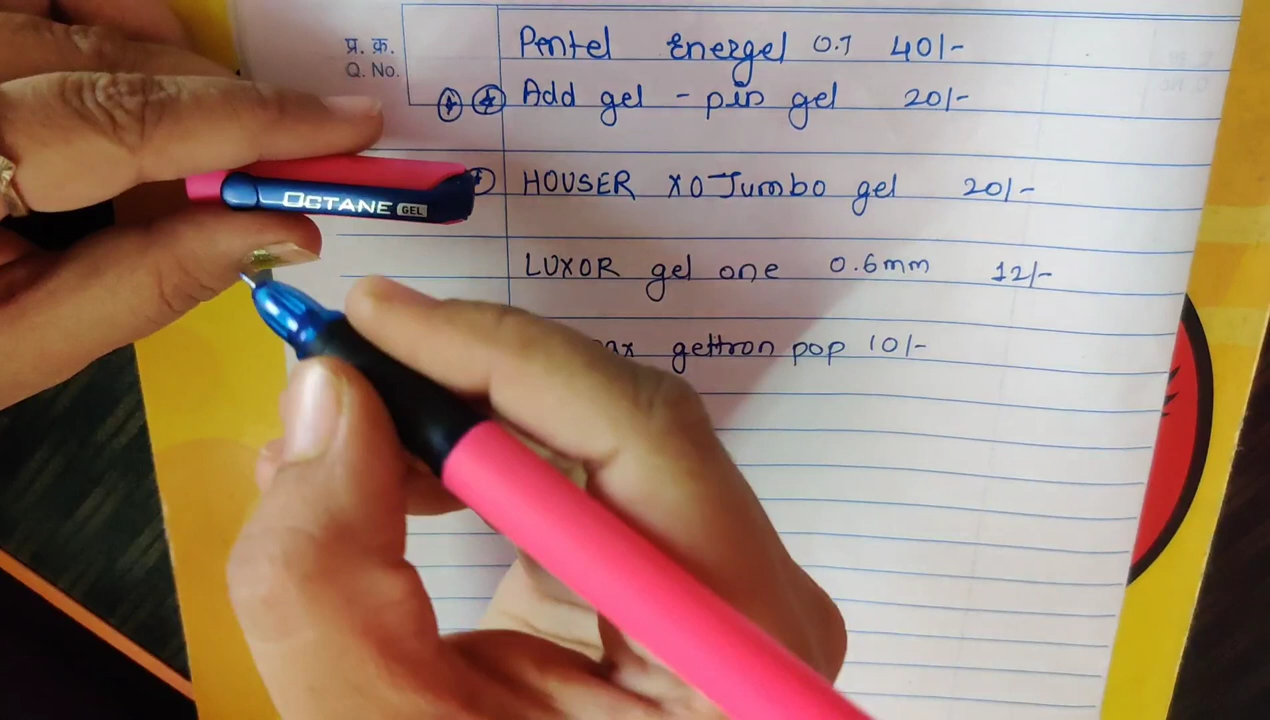 प्र. क्र.
Q. No.
Pentel Energel 0.7 40/-
Add gel - pin gel 20/-
HOUSER XO Jumbo gel 20/-
OCTANE GEL
LUXOR gel one 0.6mm 12/-
gettron pop 10/-